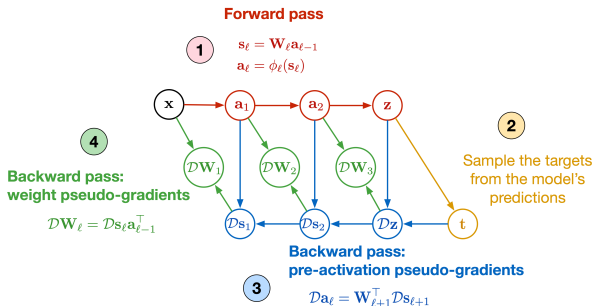 Forward pass
1
s_ℓ = W_ℓ a_{ℓ−1}
a_ℓ = ϕ_ℓ(s_ℓ)
x a_1 a_2 z
4
2
𝒟W_1 𝒟W_2 𝒟W_3
Backward pass:
weight pseudo-gradients
𝒟W_ℓ = 𝒟s_ℓ a_{ℓ−1}^⊤
Sample the targets
from the model's
predictions
𝒟s_1 𝒟s_2 𝒟z t
Backward pass:
pre-activation pseudo-gradients
3
𝒟a_ℓ = W_{ℓ+1}^⊤ 𝒟s_{ℓ+1}